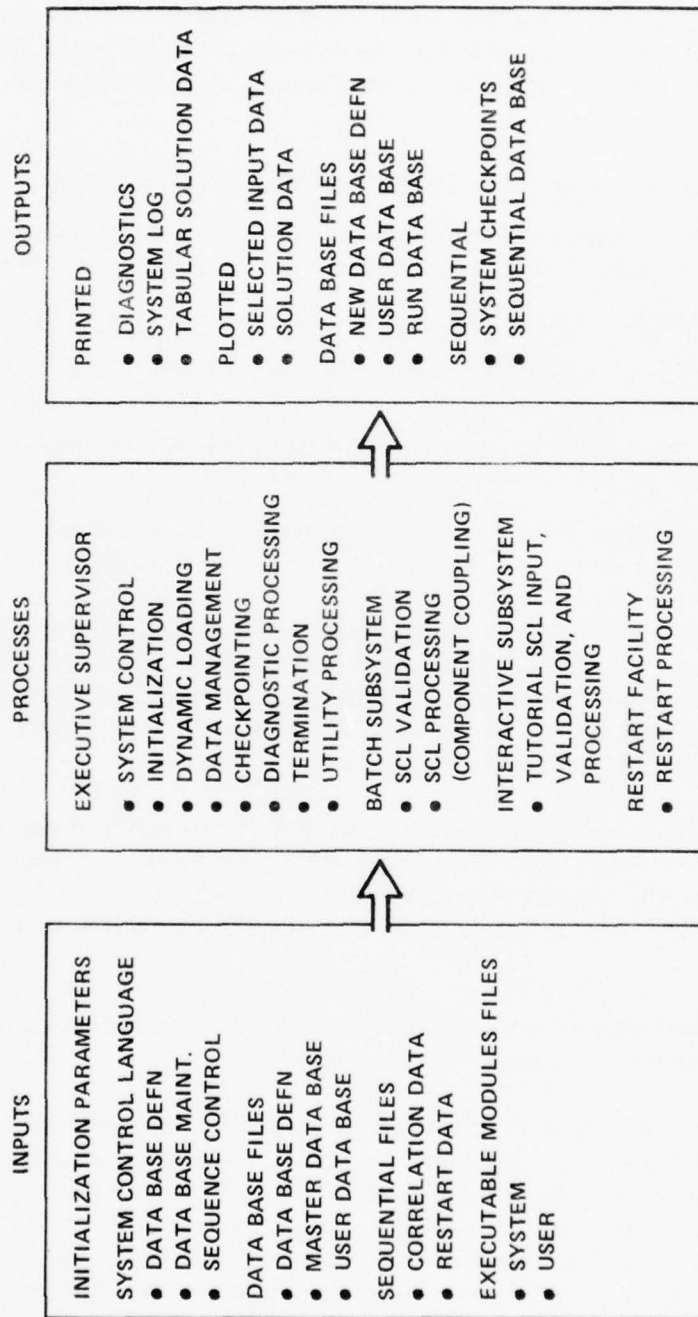 INPUTS
INITIALIZATION PARAMETERS
SYSTEM CONTROL LANGUAGE
• DATA BASE DEFN
• DATA BASE MAINT.
• SEQUENCE CONTROL
DATA BASE FILES
• DATA BASE DEFN
• MASTER DATA BASE
• USER DATA BASE
SEQUENTIAL FILES
• CORRELATION DATA
• RESTART DATA
EXECUTABLE MODULES FILES
• SYSTEM
• USER
PROCESSES
EXECUTIVE SUPERVISOR
• SYSTEM CONTROL
• INITIALIZATION
• DYNAMIC LOADING
• DATA MANAGEMENT
• CHECKPOINTING
• DIAGNOSTIC PROCESSING
• TERMINATION
• UTILITY PROCESSING
BATCH SUBSYSTEM
• SCL VALIDATION
• SCL PROCESSING
(COMPONENT COUPLING)
INTERACTIVE SUBSYSTEM
• TUTORIAL SCL INPUT,
VALIDATION, AND
PROCESSING
RESTART FACILITY
• RESTART PROCESSING
OUTPUTS
PRINTED
• DIAGNOSTICS
• SYSTEM LOG
• TABULAR SOLUTION DATA
PLOTTED
• SELECTED INPUT DATA
• SOLUTION DATA
DATA BASE FILES
• NEW DATA BASE DEFN
• USER DATA BASE
• RUN DATA BASE
SEQUENTIAL
• SYSTEM CHECKPOINTS
• SEQUENTIAL DATA BASE